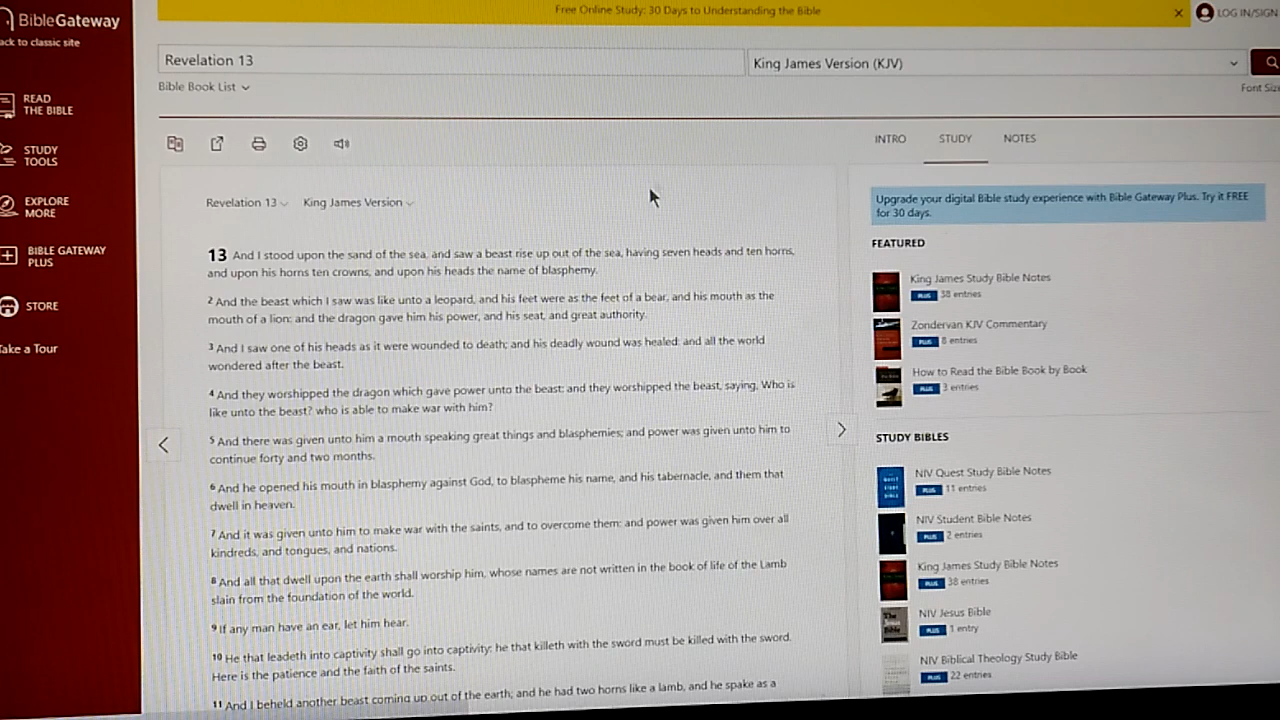 Free Online Study: 30 Days to Understanding the Bible
LOG IN/SIGN
BibleGateway
ack to classic site
Revelation 13
King James Version (KJV)
Bible Book List
Font Size
READ
THE BIBLE
STUDY
TOOLS
EXPLORE
MORE
BIBLE GATEWAY
PLUS
STORE
Take a Tour
INTRO STUDY NOTES
Revelation 13 King James Version
13 And I stood upon the sand of the sea, and saw a beast rise up out of the sea, having seven heads and ten horns,
and upon his horns ten crowns, and upon his heads the name of blasphemy.
2 And the beast which I saw was like unto a leopard, and his feet were as the feet of a bear, and his mouth as the
mouth of a lion: and the dragon gave him his power, and his seat, and great authority.
3 And I saw one of his heads as it were wounded to death; and his deadly wound was healed: and all the world
wondered after the beast.
4 And they worshipped the dragon which gave power unto the beast: and they worshipped the beast, saying, Who is
like unto the beast? who is able to make war with him?
5 And there was given unto him a mouth speaking great things and blasphemies; and power was given unto him to
continue forty and two months.
6 And he opened his mouth in blasphemy against God, to blaspheme his name, and his tabernacle, and them that
dwell in heaven.
7 And it was given unto him to make war with the saints, and to overcome them: and power was given him over all
kindreds, and tongues, and nations.
8 And all that dwell upon the earth shall worship him, whose names are not written in the book of life of the Lamb
slain from the foundation of the world.
9 If any man have an ear, let him hear.
10 He that leadeth into captivity shall go into captivity: he that killeth with the sword must be killed with the sword.
Here is the patience and the faith of the saints.
11 And I beheld another beast coming up out of the earth; and he had two horns like a lamb, and he spake as a
Upgrade your digital Bible study experience with Bible Gateway Plus. Try it FREE
for 30 days.
FEATURED
King James Study Bible Notes
PLUS 38 entries
Zondervan KJV Commentary
PLUS 8 entries
How to Read the Bible Book by Book
PLUS 3 entries
STUDY BIBLES
NIV Quest Study Bible Notes
PLUS 11 entries
NIV Student Bible Notes
PLUS 2 entries
King James Study Bible Notes
PLUS 38 entries
NIV Jesus Bible
PLUS 1 entry
NIV Biblical Theology Study Bible
PLUS 22 entries